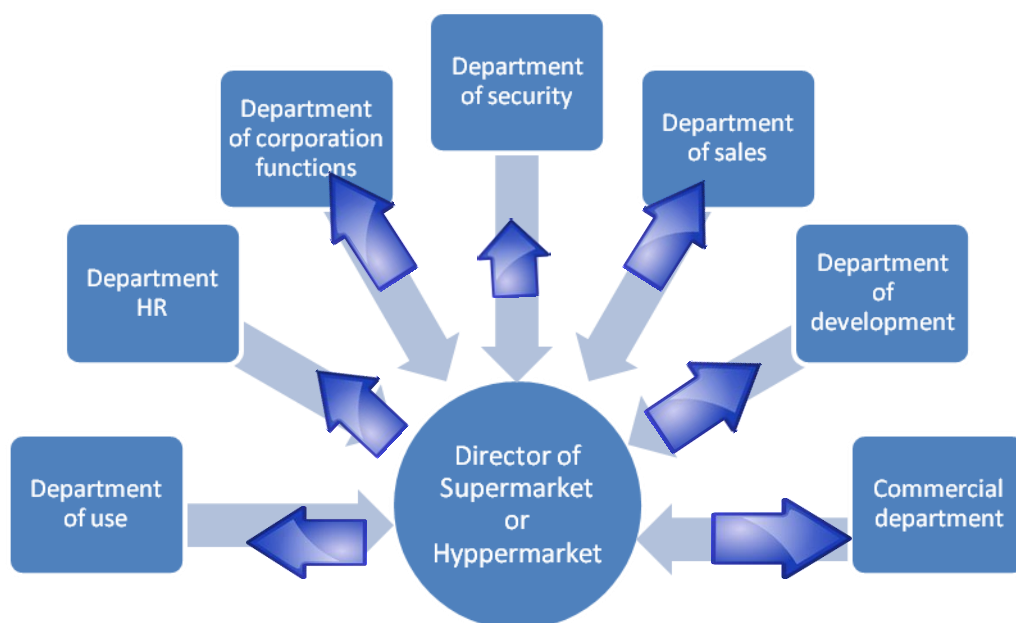 Department
of security
Department
of corporation
functions
Department
of sales
Department
HR
Department
of
development
Department
of use
Director of
Supermarket
or
Hyppermarket
Commercial
department